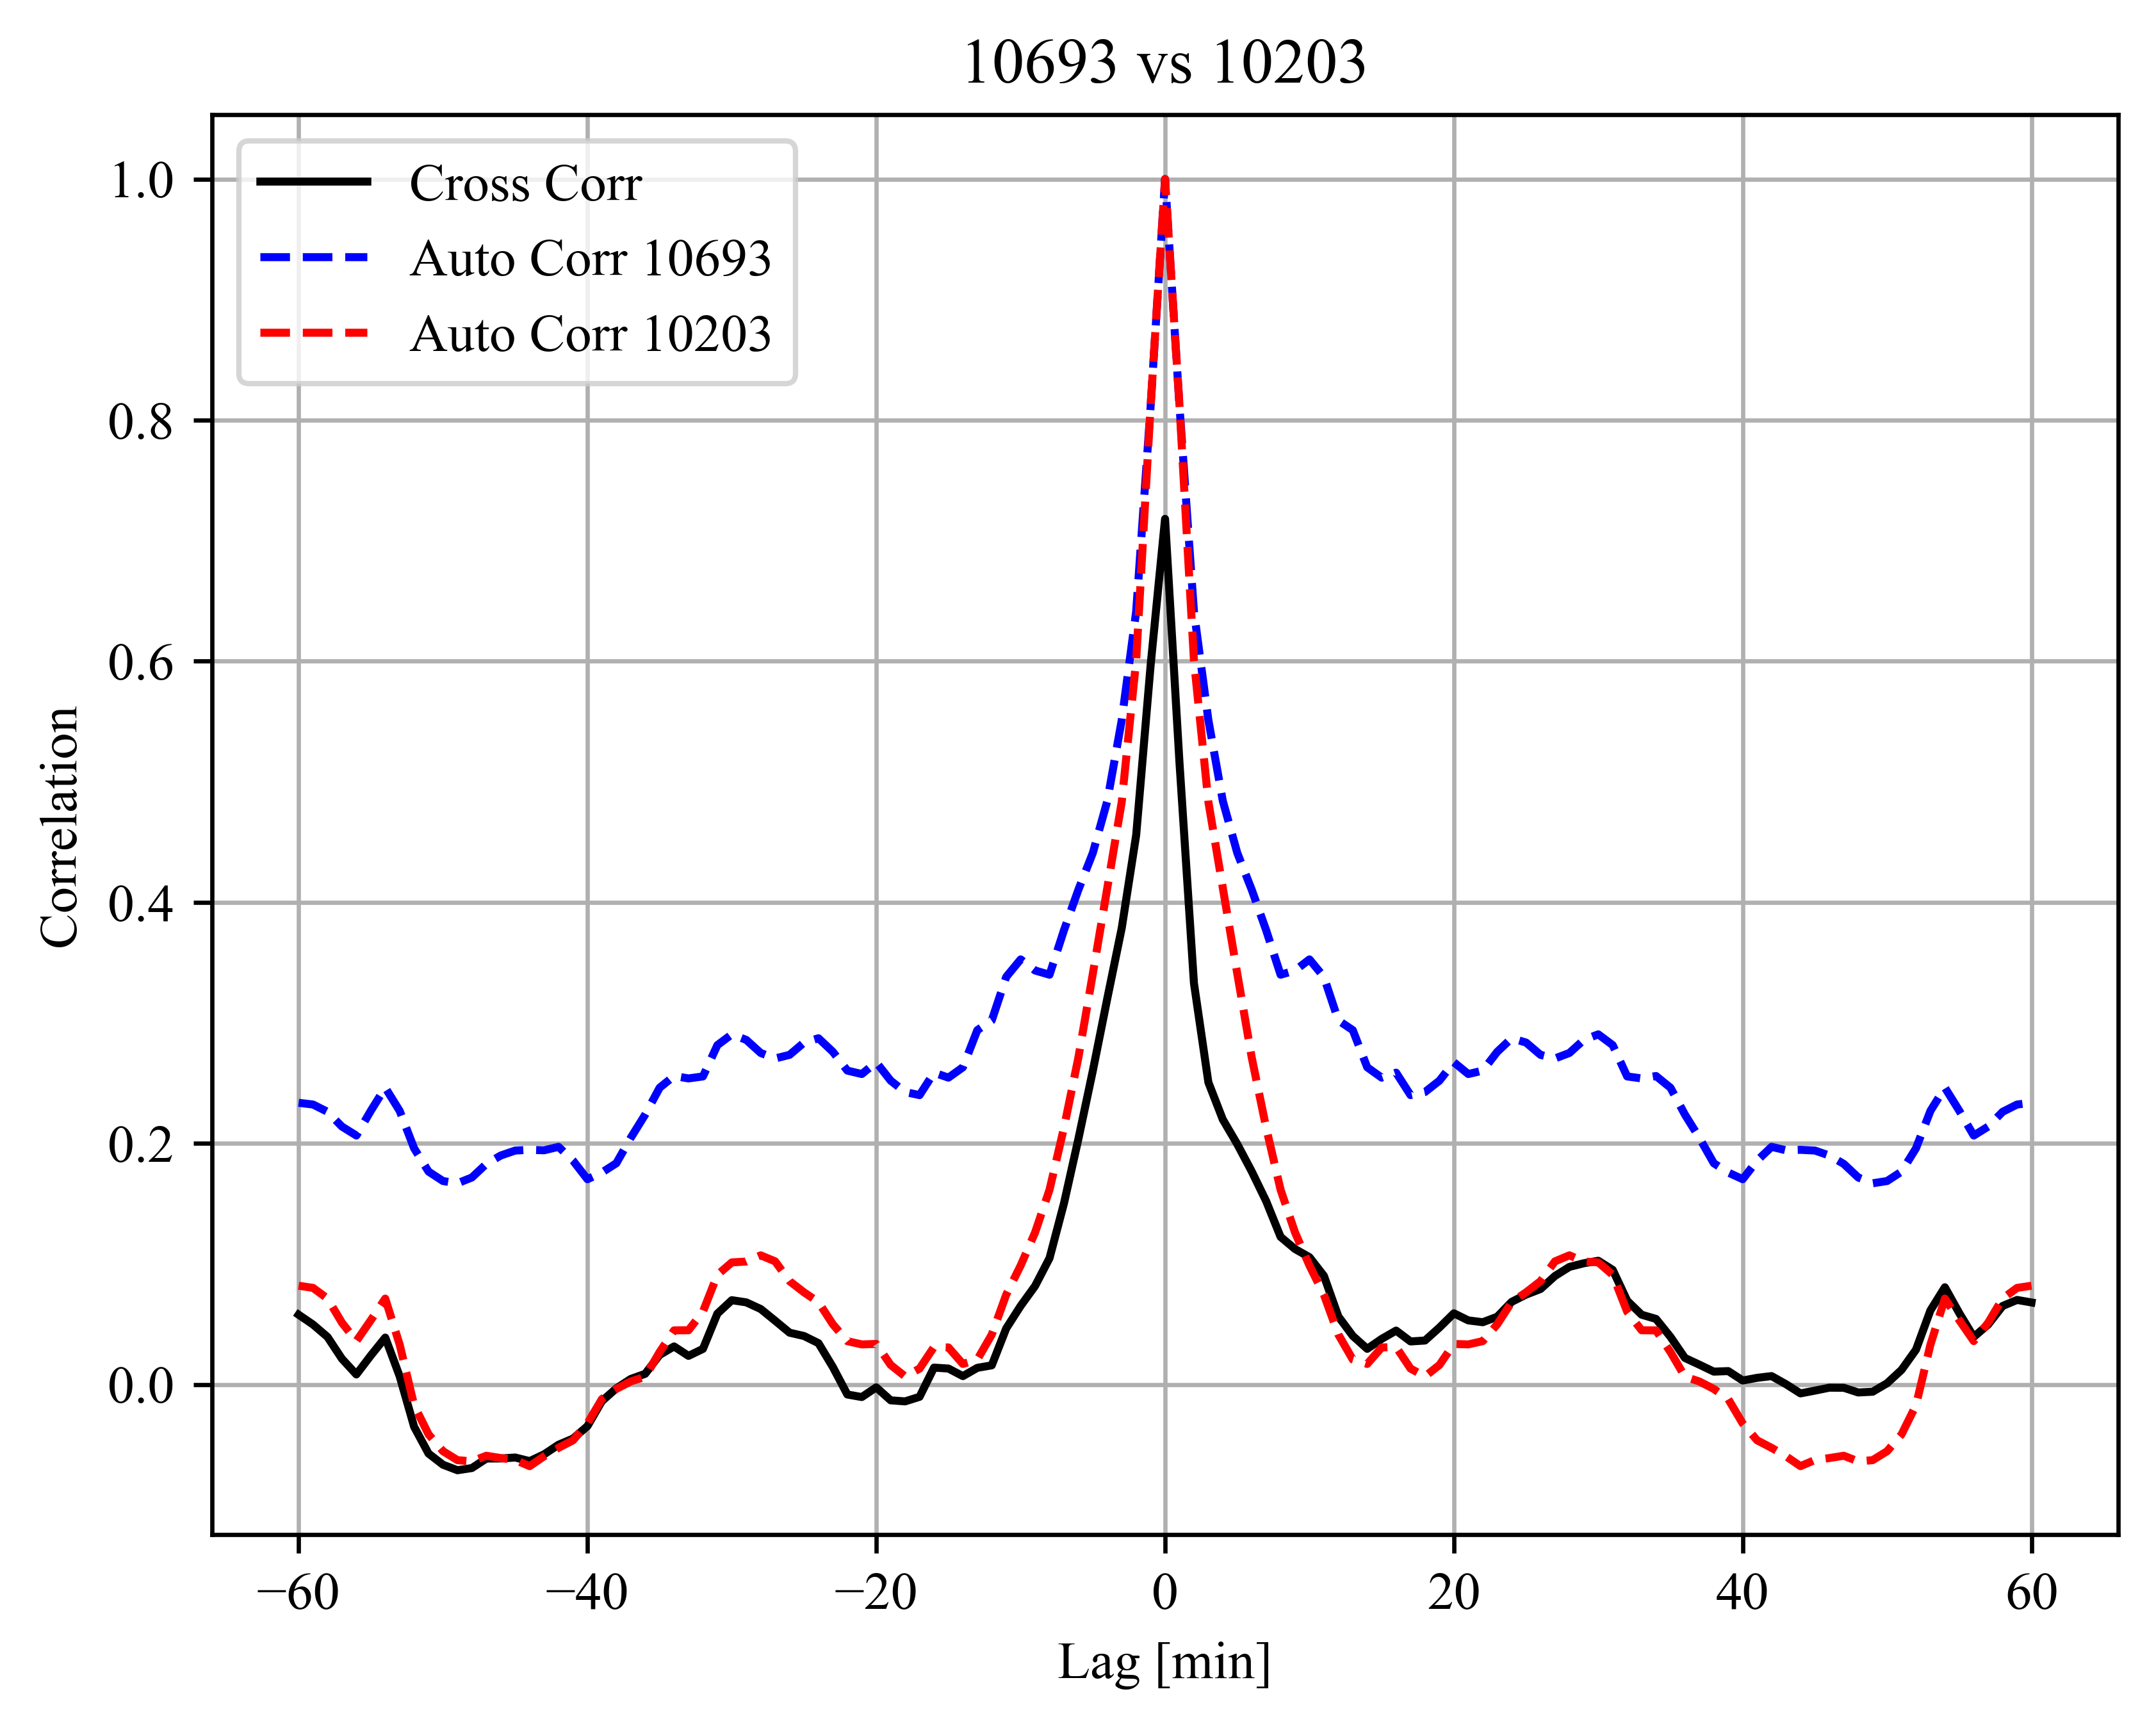 10693 vs 10203
Cross Corr
Auto Corr 10693
Auto Corr 10203
1.0
0.8
0.6
0.4
0.2
0.0
Correlation
−60
−40
−20
0
20
40
60
Lag [min]